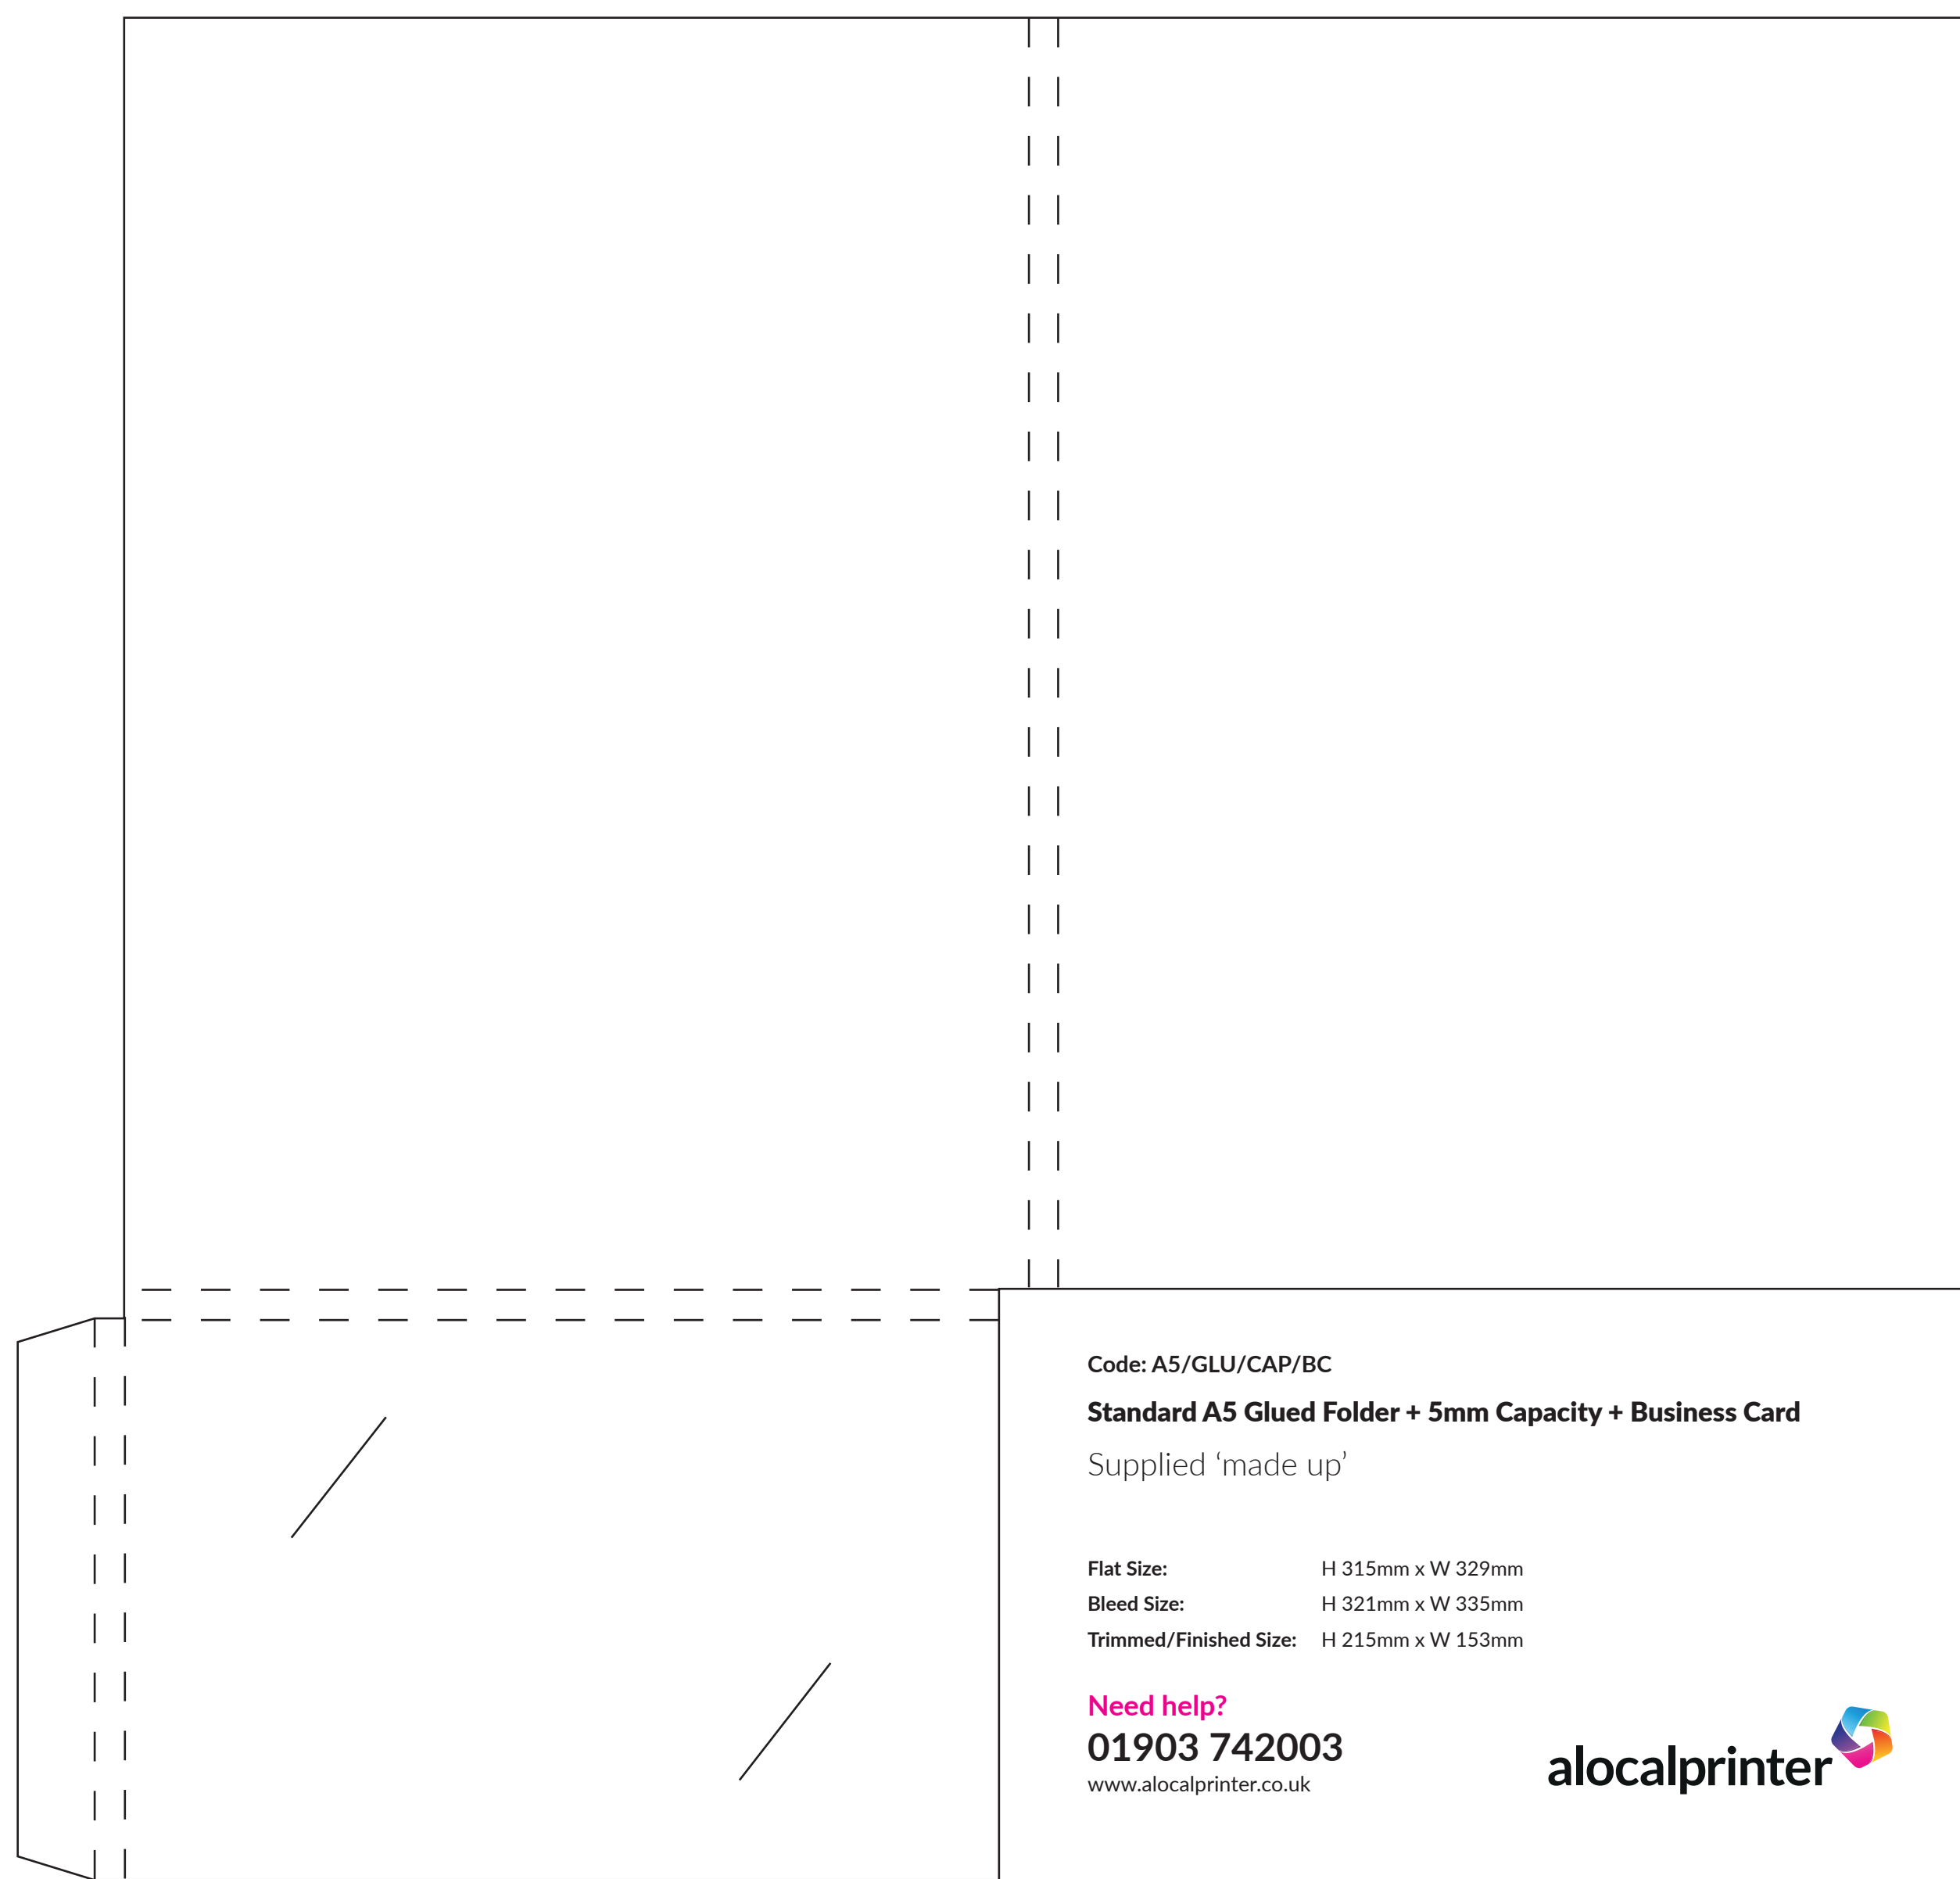 Code: A5/GLU/CAP/BC
Standard A5 Glued Folder + 5mm Capacity + Business Card
Supplied ‘made up’
Flat Size: H 315mm x W 329mm
Bleed Size: H 321mm x W 335mm
Trimmed/Finished Size: H 215mm x W 153mm
Need help?
01903 742003
www.alocalprinter.co.uk
alocalprinter